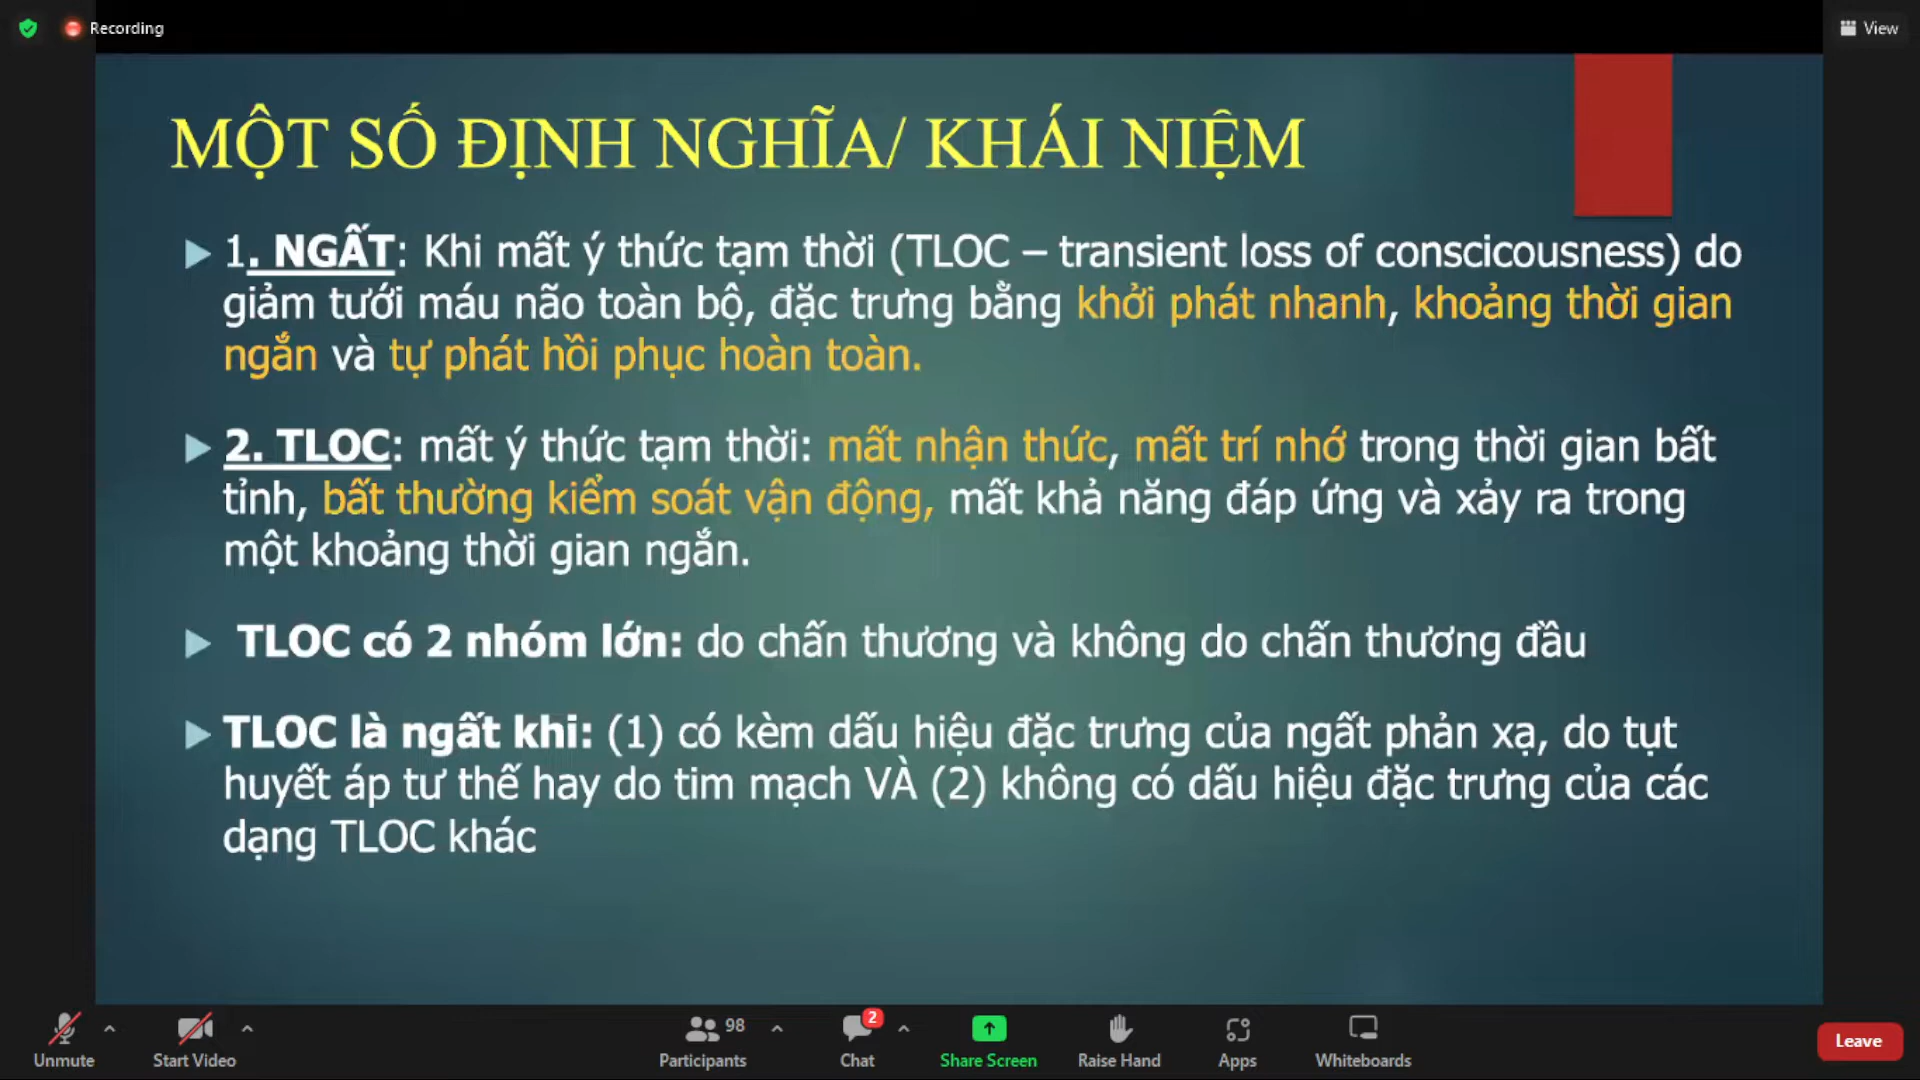 Recording
View
MỘT SỐ ĐỊNH NGHĨA/ KHÁI NIỆM
1. NGẤT: Khi mất ý thức tạm thời (TLOC – transient loss of conscicousness) do
giảm tưới máu não toàn bộ, đặc trưng bằng khởi phát nhanh, khoảng thời gian
ngắn và tự phát hồi phục hoàn toàn.
2. TLOC: mất ý thức tạm thời: mất nhận thức, mất trí nhớ trong thời gian bất
tỉnh, bất thường kiểm soát vận động, mất khả năng đáp ứng và xảy ra trong
một khoảng thời gian ngắn.
TLOC có 2 nhóm lớn: do chấn thương và không do chấn thương đầu
TLOC là ngất khi: (1) có kèm dấu hiệu đặc trưng của ngất phản xạ, do tụt
huyết áp tư thế hay do tim mạch VÀ (2) không có dấu hiệu đặc trưng của các
dạng TLOC khác
98
2
Unmute
Start Video
Participants
Chat
Share Screen
Raise Hand
Apps
Whiteboards
Leave